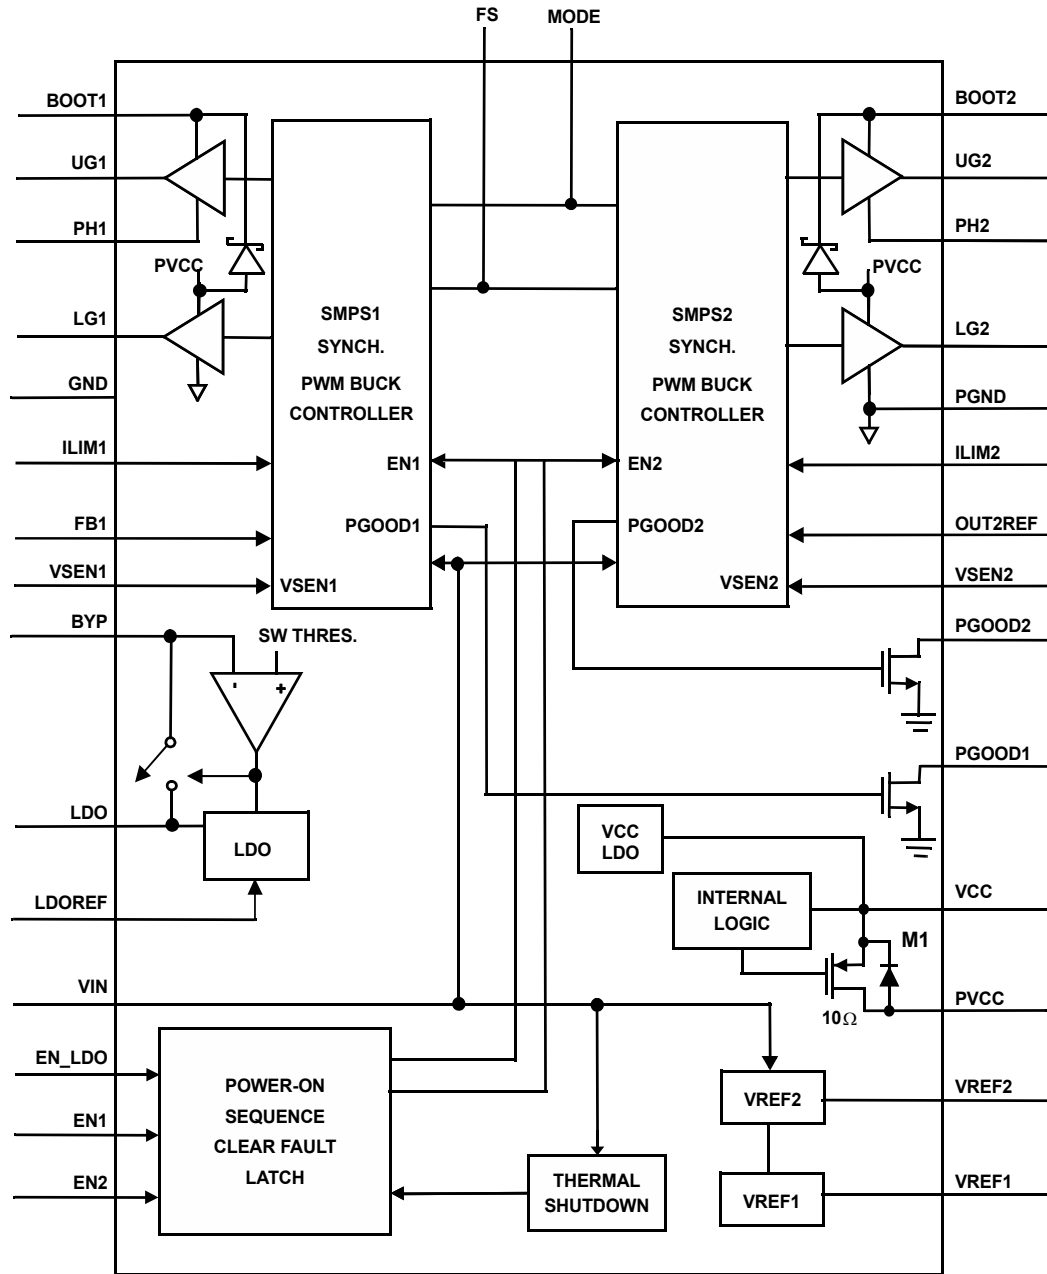 FS
MODE
BOOT1
UG1
PH1
PVCC
LG1
GND
ILIM1
FB1
VSEN1
BYP
LDO
LDOREF
VIN
EN_LDO
EN1
EN2
SMPS1
SYNCH.
PWM BUCK
CONTROLLER
EN1
PGOOD1
VSEN1
SMPS2
SYNCH.
PWM BUCK
CONTROLLER
EN2
PGOOD2
VSEN2
SW THRES.
-
+
LDO
VCC
LDO
INTERNAL
LOGIC
M1
10Ω
POWER-ON
SEQUENCE
CLEAR FAULT
LATCH
THERMAL
SHUTDOWN
VREF2
VREF1
BOOT2
UG2
PH2
PVCC
LG2
PGND
ILIM2
OUT2REF
VSEN2
PGOOD2
PGOOD1
VCC
PVCC
VREF2
VREF1